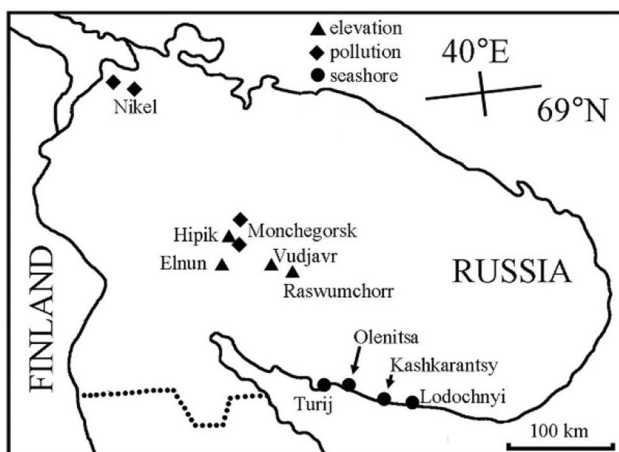 elevation
pollution
seashore
40°E
69°N
Nikel
Hipik
Monchegorsk
Elnun
Vudjavr
Raswumchorr
RUSSIA
FINLAND
Olenitsa
Kashkarantsy
Turij
Lodochnyi
100 km